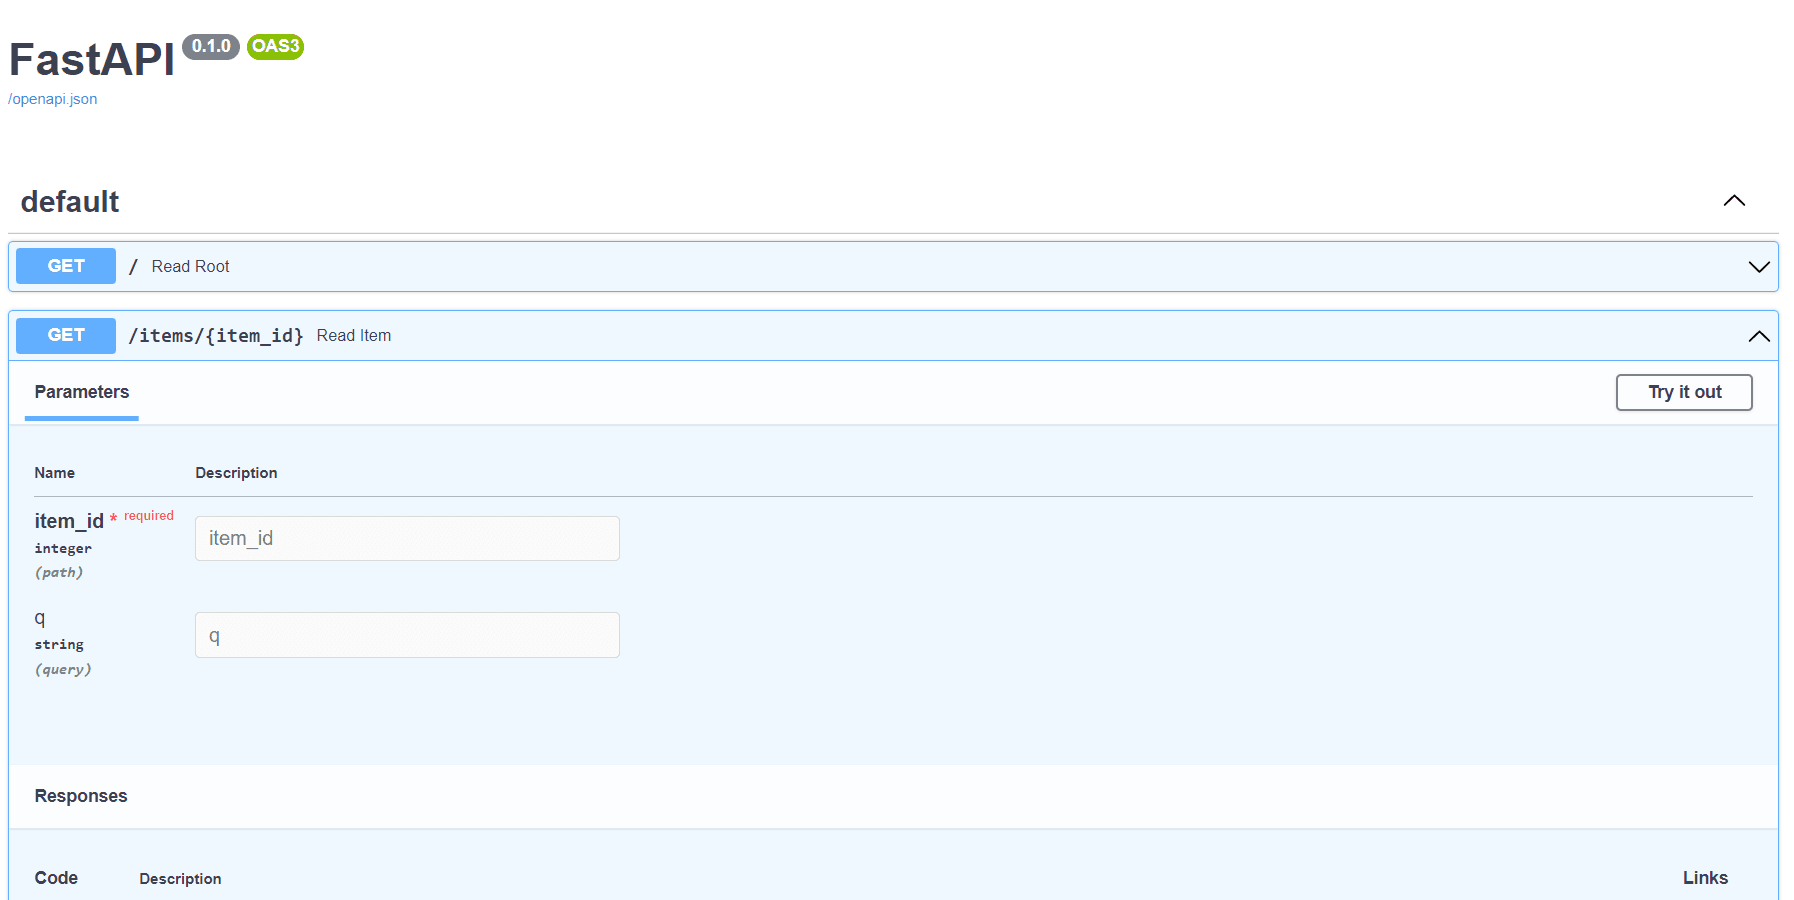 FastAPI 0.1.0 OAS3
/openapi.json
default
GET / Read Root
GET /items/{item_id} Read Item
Parameters Try it out
Name Description
item_id * required
integer
(path)
item_id
q
string
(query)
q
Responses
Code Description Links